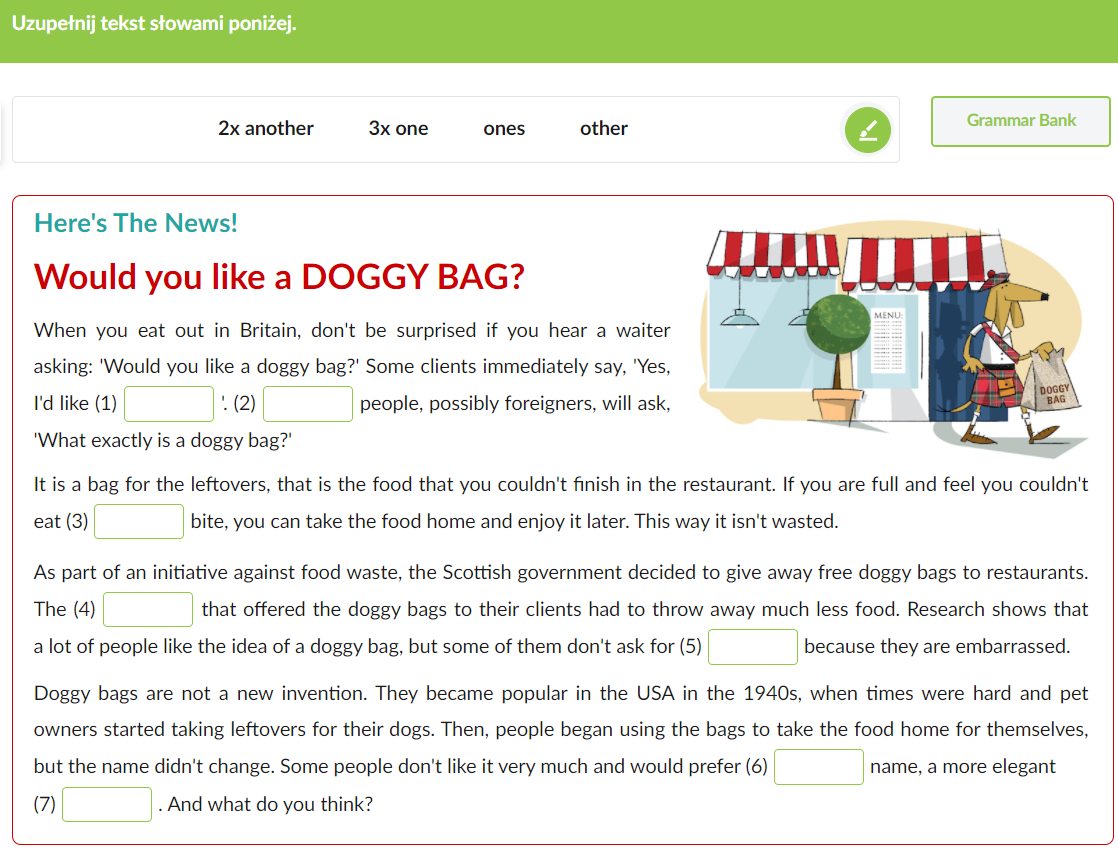 Uzupełnij tekst słowami poniżej.
2x another 3x one ones other
Grammar Bank
Here's The News!
Would you like a DOGGY BAG?
When you eat out in Britain, don't be surprised if you hear a waiter
asking: 'Would you like a doggy bag?' Some clients immediately say, 'Yes,
I'd like (1) '. (2) people, possibly foreigners, will ask,
'What exactly is a doggy bag?'
MENU:
DOGGY
BAG
It is a bag for the leftovers, that is the food that you couldn't finish in the restaurant. If you are full and feel you couldn't
eat (3) bite, you can take the food home and enjoy it later. This way it isn't wasted.
As part of an initiative against food waste, the Scottish government decided to give away free doggy bags to restaurants.
The (4) that offered the doggy bags to their clients had to throw away much less food. Research shows that
a lot of people like the idea of a doggy bag, but some of them don't ask for (5) because they are embarrassed.
Doggy bags are not a new invention. They became popular in the USA in the 1940s, when times were hard and pet
owners started taking leftovers for their dogs. Then, people began using the bags to take the food home for themselves,
but the name didn't change. Some people don't like it very much and would prefer (6) name, a more elegant
(7) . And what do you think?